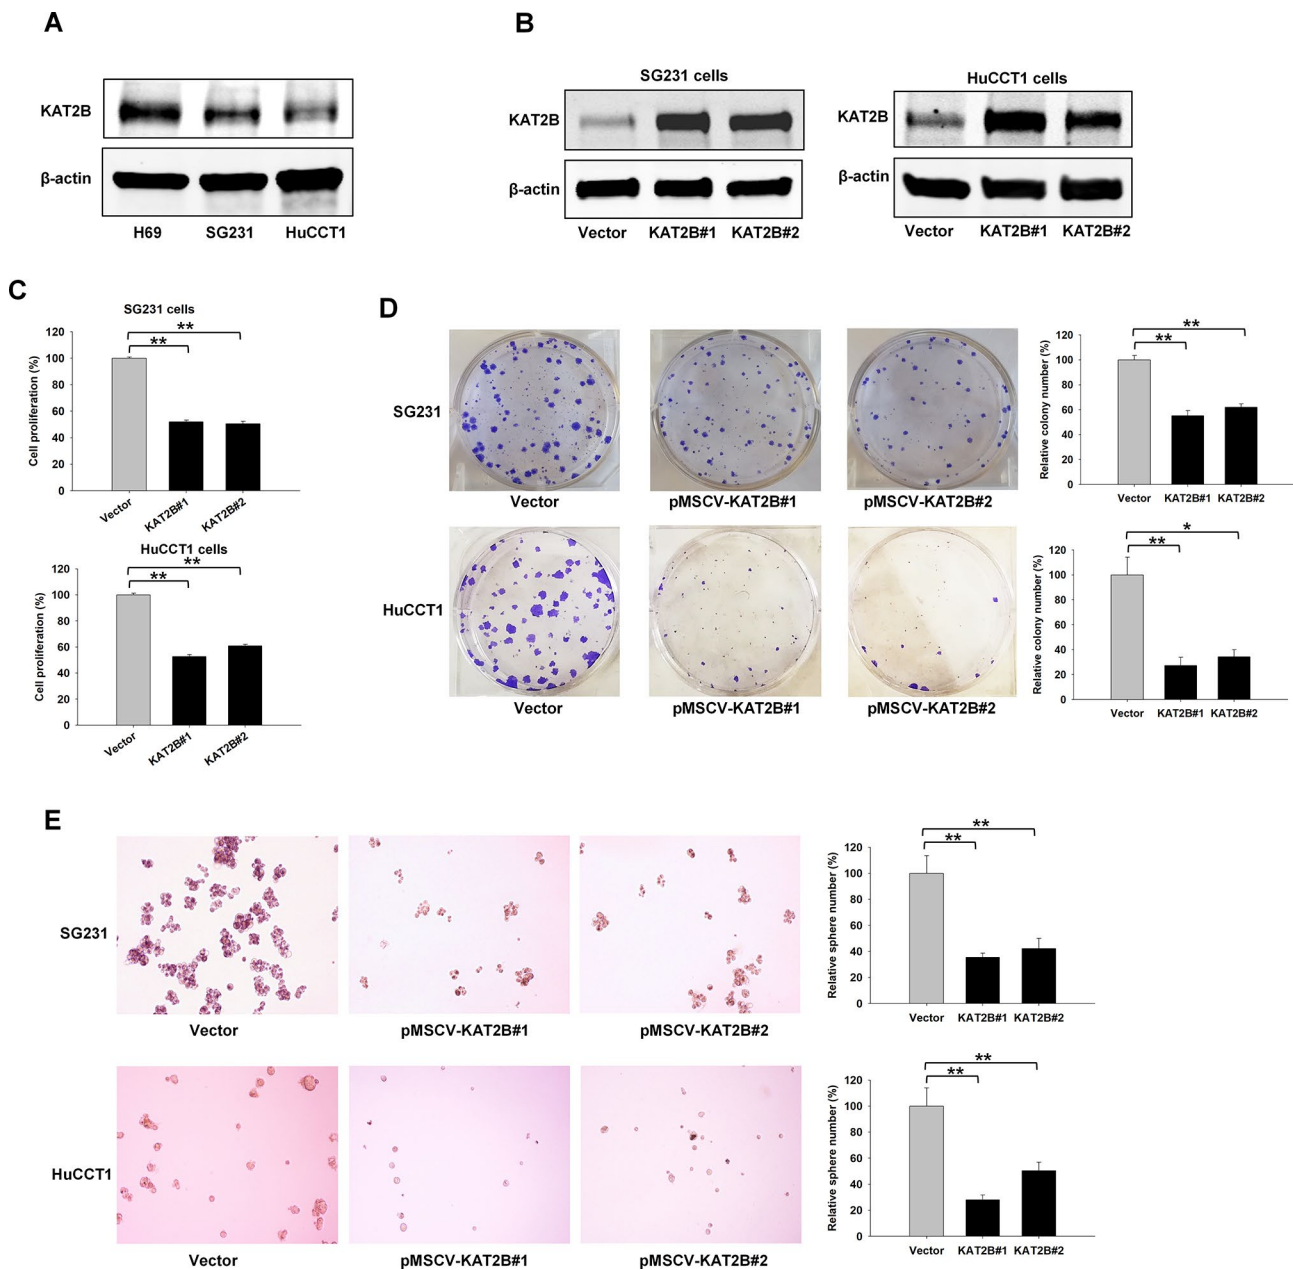 A
KAT2B
β-actin
H69 SG231 HuCCT1
B
SG231 cells
KAT2B
β-actin
Vector KAT2B#1 KAT2B#2
HuCCT1 cells
KAT2B
β-actin
Vector KAT2B#1 KAT2B#2
C
SG231 cells
Cell proliferation (%)
120
100
80
60
40
20
0
**
**
Vector KAT2B#1 KAT2B#2
HuCCT1 cells
Cell proliferation (%)
120
100
80
60
40
20
0
**
**
Vector KAT2B#1 KAT2B#2
D
SG231
Vector pMSCV-KAT2B#1 pMSCV-KAT2B#2
Relative colony number (%)
120
100
80
60
40
20
0
**
**
Vector KAT2B#1 KAT2B#2
HuCCT1
Vector pMSCV-KAT2B#1 pMSCV-KAT2B#2
Relative colony number (%)
120
100
80
60
40
20
0
*
**
Vector KAT2B#1 KAT2B#2
E
SG231
Vector pMSCV-KAT2B#1 pMSCV-KAT2B#2
Relative sphere number (%)
120
100
80
60
40
20
0
**
**
Vector KAT2B#1 KAT2B#2
HuCCT1
Vector pMSCV-KAT2B#1 pMSCV-KAT2B#2
Relative sphere number (%)
120
100
80
60
40
20
0
**
**
Vector KAT2B#1 KAT2B#2